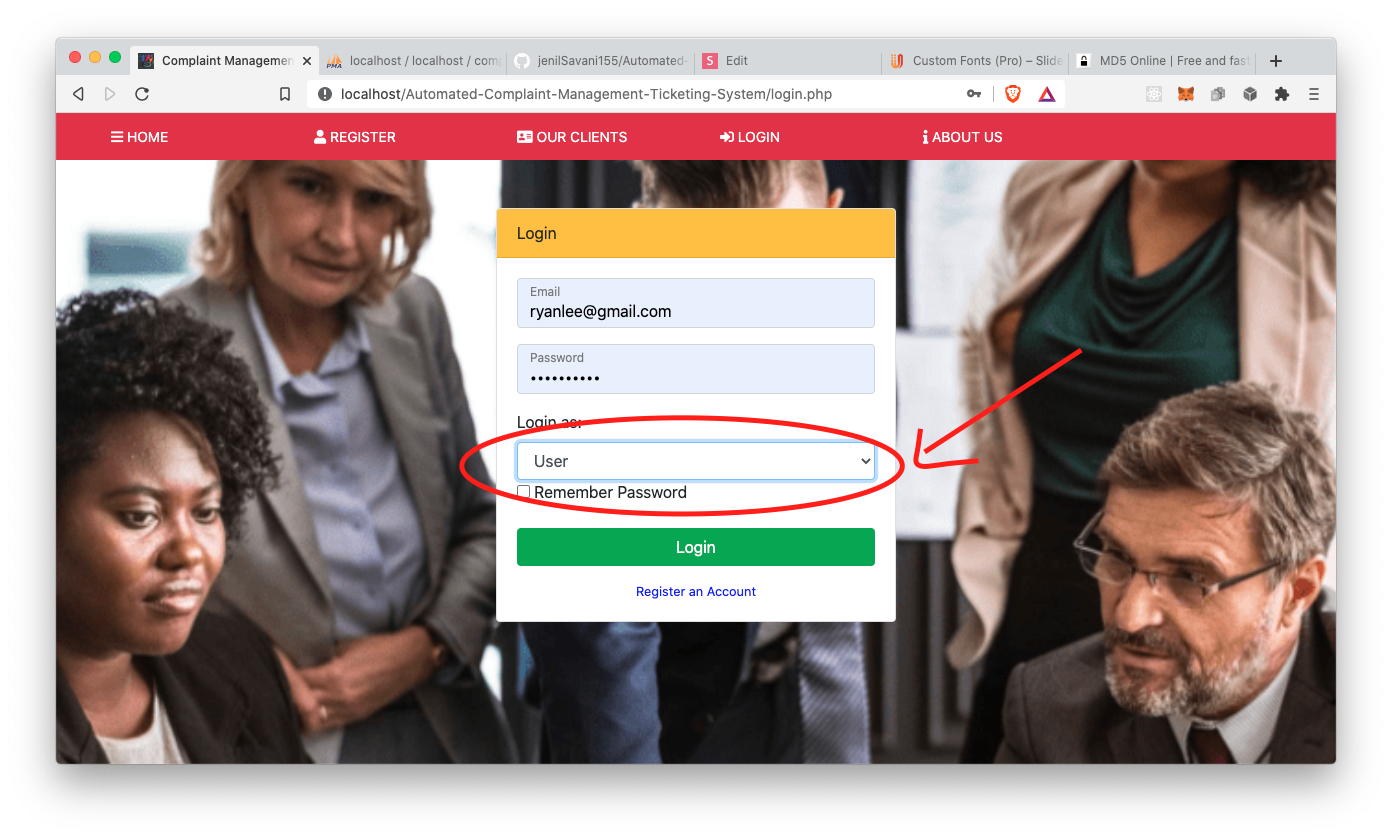 Complaint Managemen
localhost / localhost / comp
jenilSavani155/Automated-
S Edit
Custom Fonts (Pro) – Slide
MD5 Online | Free and fast
localhost/Automated-Complaint-Management-Ticketing-System/login.php
HOME REGISTER OUR CLIENTS LOGIN ABOUT US
Login
Email
ryanlee@gmail.com
Password
••••••••••
Login as:
User
Remember Password
Login
Register an Account